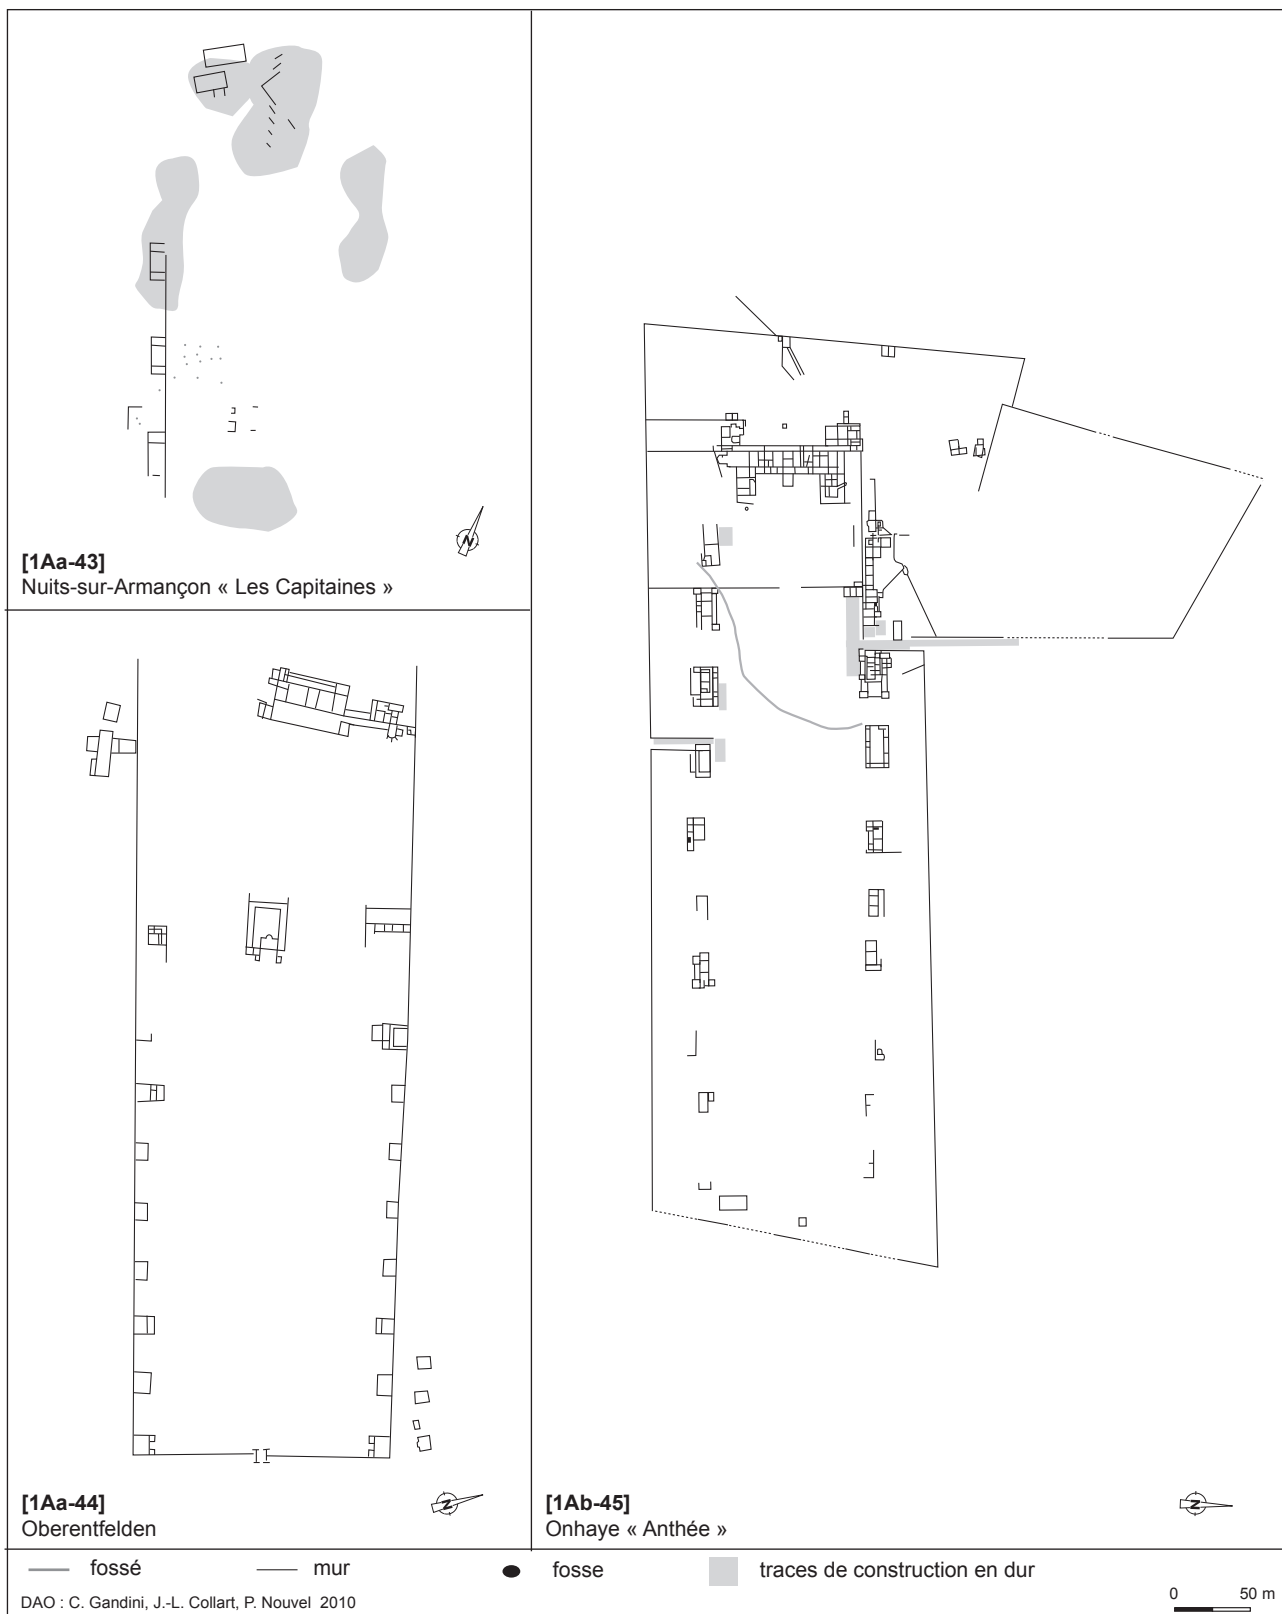 [1Aa-43]
Nuits-sur-Armançon « Les Capitaines »
N
[1Aa-44]
Oberentfelden
N
[1Ab-45]
Onhaye « Anthée »
N
fossé mur fosse traces de construction en dur
DAO : C. Gandini, J.-L. Collart, P. Nouvel 2010
0 50 m